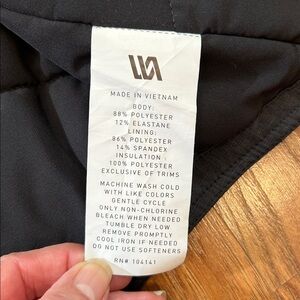 MADE IN VIETNAM
BODY:
88% POLYESTER
12% ELASTANE
LINING:
86% POLYESTER
14% SPANDEX
INSULATION:
100% POLYESTER
EXCLUSIVE OF TRIMS
MACHINE WASH COLD
WITH LIKE COLORS
GENTLE CYCLE
ONLY NON-CHLORINE
BLEACH WHEN NEEDED
TUMBLE DRY LOW
REMOVE PROMPTLY
COOL IRON IF NEEDED
DO NOT USE SOFTENERS
RN# 104141